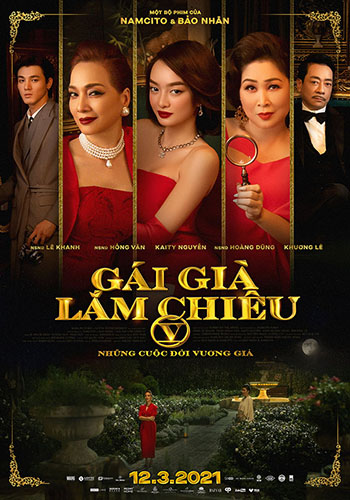 MỘT BỘ PHIM CỦA
NAMCITO & BẢO NHÂN
NSND LÊ KHANH
NSND HỒNG VÂN
KAITY NGUYỄN
NSND HOÀNG DŨNG
KHƯƠNG LÊ
GÁI GIÀ
LẮM CHIÊU
V
NHỮNG CUỘC ĐỜI VƯƠNG GIẢ
12.3.2021